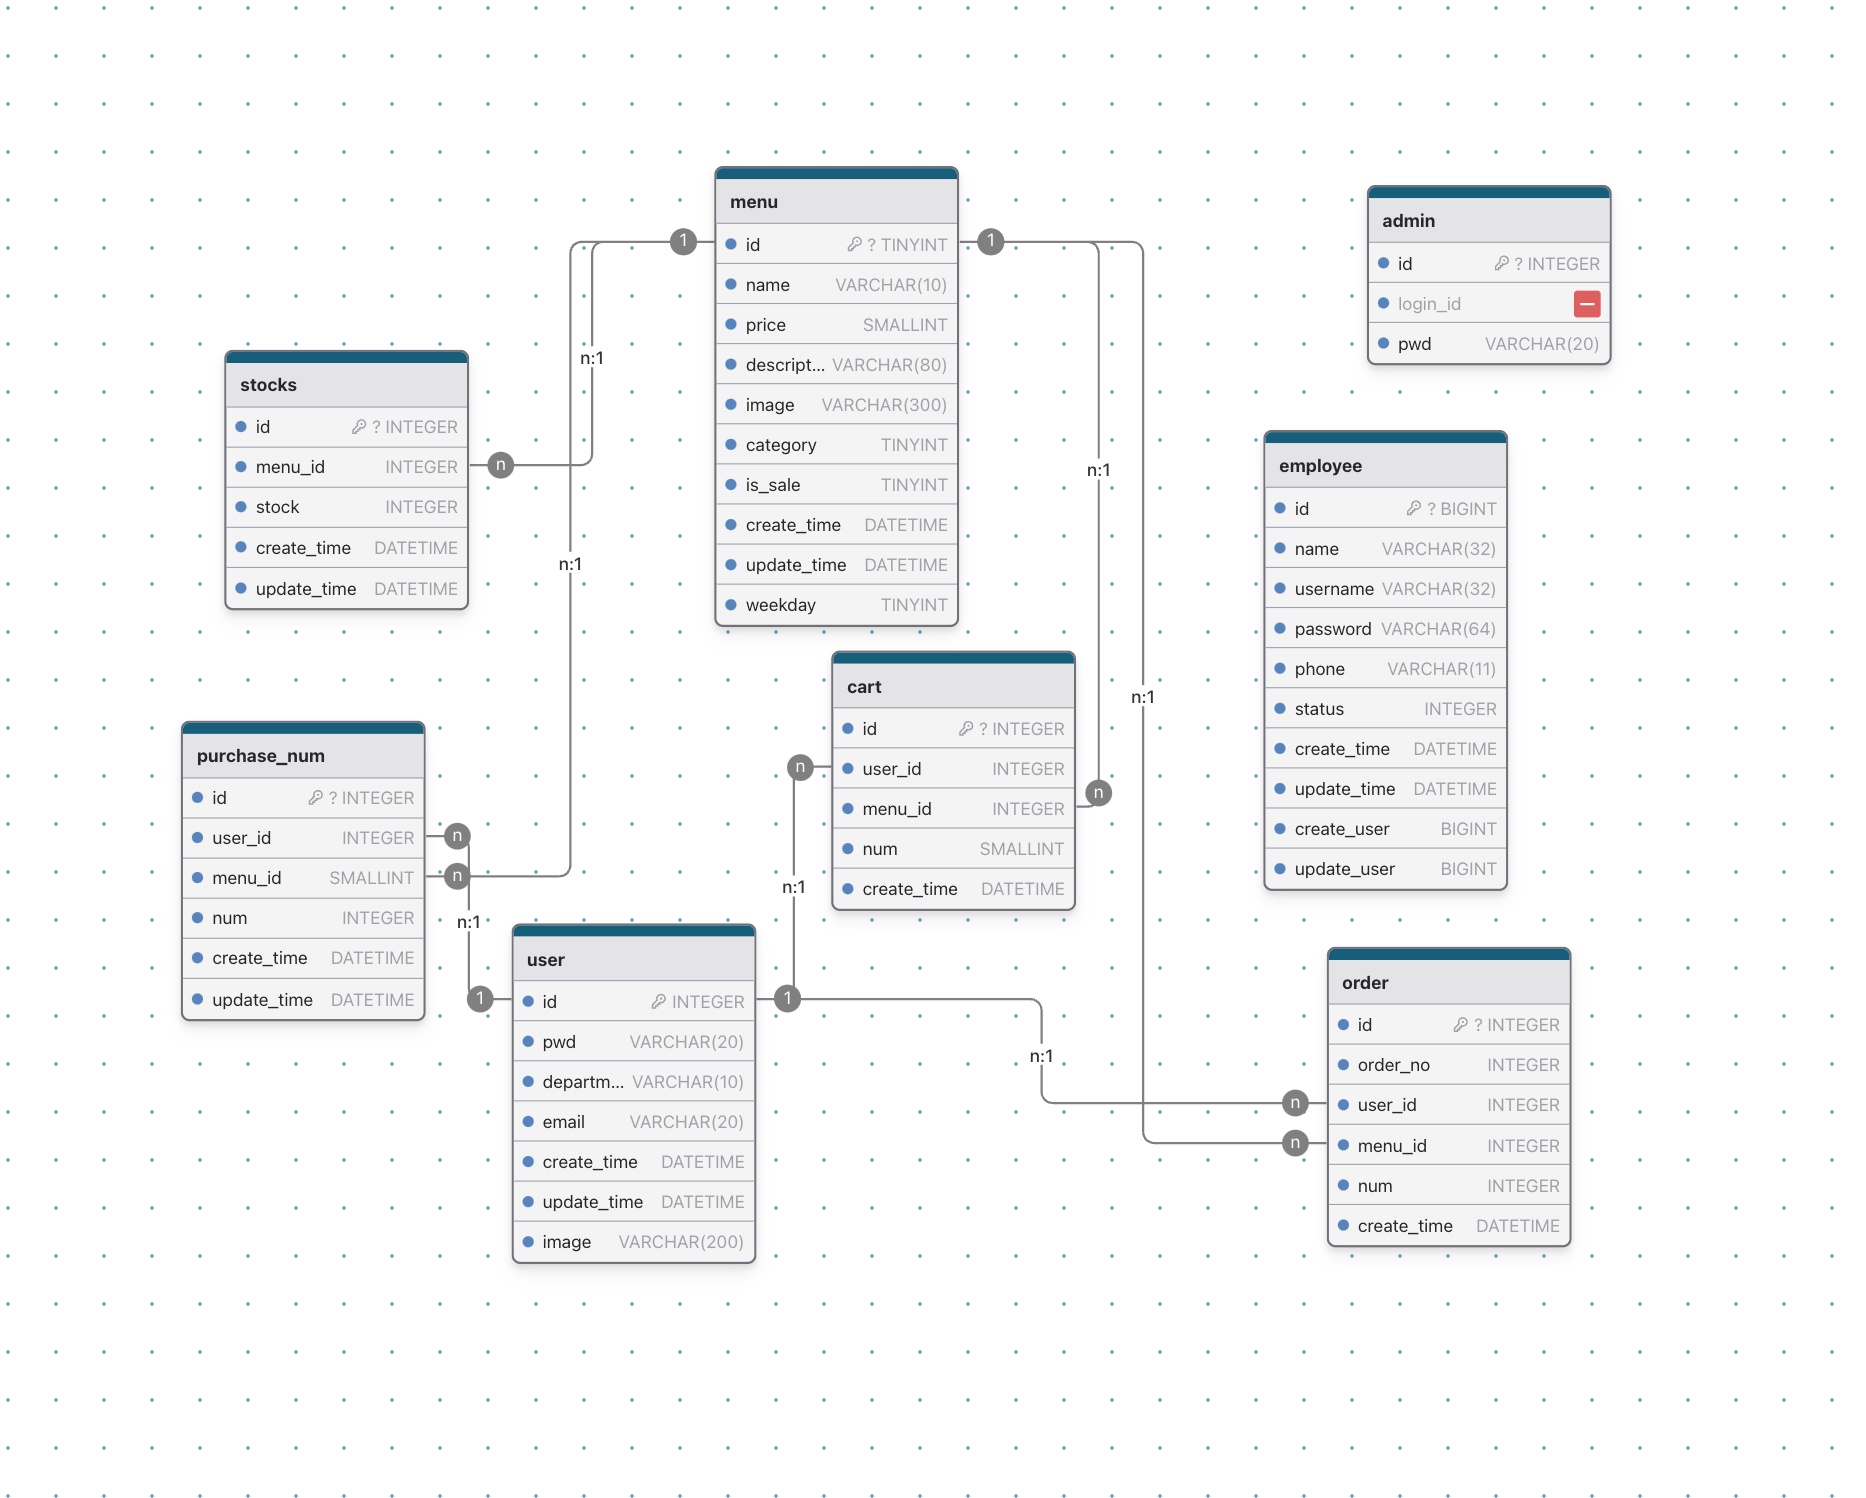 menu
id ? TINYINT
name VARCHAR(10)
price SMALLINT
descript... VARCHAR(80)
image VARCHAR(300)
category TINYINT
is_sale TINYINT
create_time DATETIME
update_time DATETIME
weekday TINYINT
admin
id ? INTEGER
login_id
pwd VARCHAR(20)
stocks
id ? INTEGER
menu_id INTEGER
stock INTEGER
create_time DATETIME
update_time DATETIME
employee
id ? BIGINT
name VARCHAR(32)
username VARCHAR(32)
password VARCHAR(64)
phone VARCHAR(11)
status INTEGER
create_time DATETIME
update_time DATETIME
create_user BIGINT
update_user BIGINT
cart
id ? INTEGER
user_id INTEGER
menu_id INTEGER
num SMALLINT
create_time DATETIME
purchase_num
id ? INTEGER
user_id INTEGER
menu_id SMALLINT
num INTEGER
create_time DATETIME
update_time DATETIME
user
id INTEGER
pwd VARCHAR(20)
departm... VARCHAR(10)
email VARCHAR(20)
create_time DATETIME
update_time DATETIME
image VARCHAR(200)
order
id ? INTEGER
order_no INTEGER
user_id INTEGER
menu_id INTEGER
num INTEGER
create_time DATETIME
1
1
n:1
n
n:1
n:1
n:1
n
n
n
n
n:1
n:1
1
1
n:1
n
n